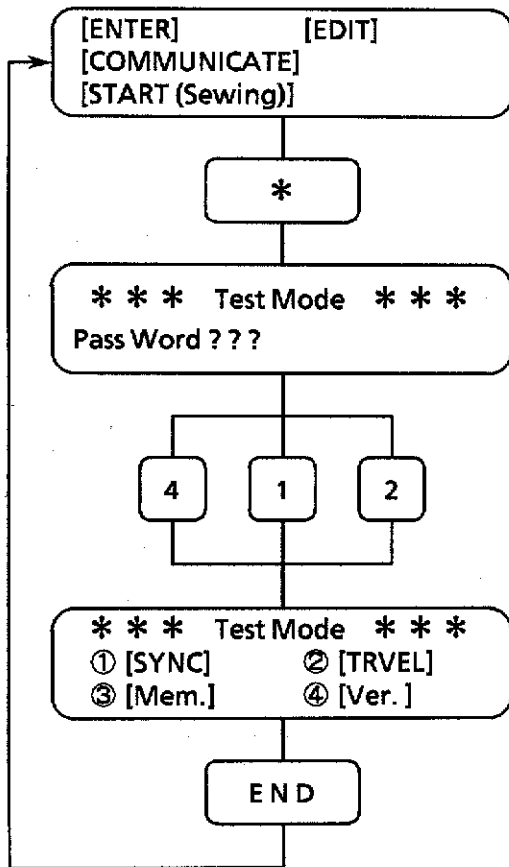 [ENTER] [EDIT]
[COMMUNICATE]
[START (Sewing)]
*
* * * Test Mode * * *
Pass Word ? ? ?
4 1 2
* * * Test Mode * * *
① [SYNC] ② [TRVEL]
③ [Mem.] ④ [Ver. ]
E N D